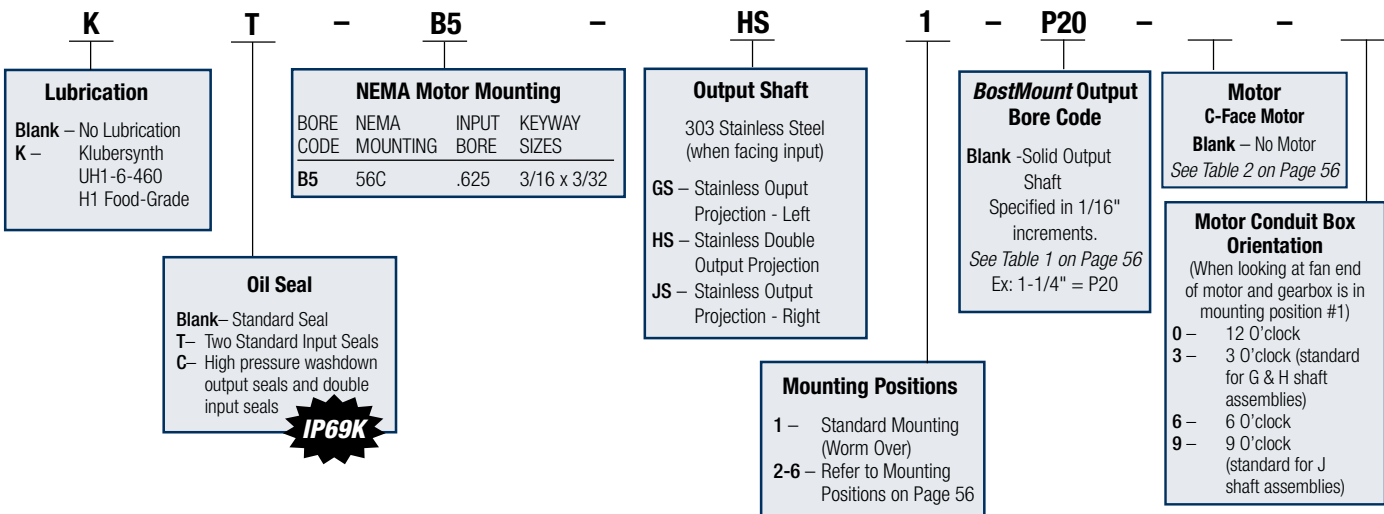 K T – B5 – HS 1 – P20 – –
Lubrication
Blank – No Lubrication
K – Klubersynth
UH1-6-460
H1 Food-Grade
Oil Seal
Blank– Standard Seal
T– Two Standard Input Seals
C– High pressure washdown
output seals and double
input seals
IP69K
NEMA Motor Mounting
BORE NEMA INPUT KEYWAY
CODE MOUNTING BORE SIZES
B5 56C .625 3/16 x 3/32
Output Shaft
303 Stainless Steel
(when facing input)
GS – Stainless Ouput
Projection - Left
HS – Stainless Double
Output Projection
JS – Stainless Output
Projection - Right
Mounting Positions
1 – Standard Mounting
(Worm Over)
2-6 – Refer to Mounting
Positions on Page 56
BostMount Output
Bore Code
Blank -Solid Output
Shaft
Specified in 1/16"
increments.
See Table 1 on Page 56
Ex: 1-1/4" = P20
Motor
C-Face Motor
Blank – No Motor
See Table 2 on Page 56
Motor Conduit Box
Orientation
(When looking at fan end
of motor and gearbox is in
mounting position #1)
0 – 12 O'clock
3 – 3 O'clock (standard
for G & H shaft
assemblies)
6 – 6 O'clock
9 – 9 O'clock
(standard for J
shaft assemblies)